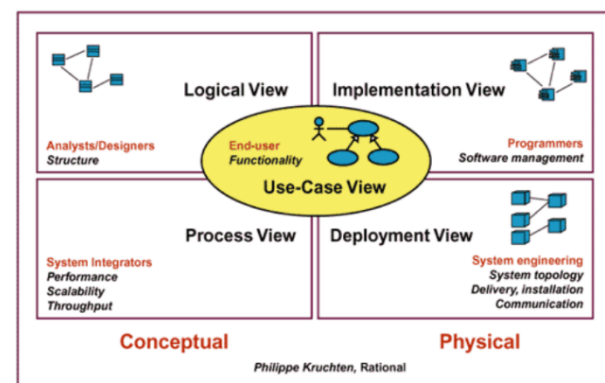 Logical View
Analysts/Designers
Structure
Implementation View
Programmers
Software management
End-user
Functionality
Use-Case View
Process View
System Integrators
Performance
Scalability
Throughput
Deployment View
System engineering
System topology
Delivery, installation
Communication
Conceptual
Physical
Philippe Kruchten, Rational